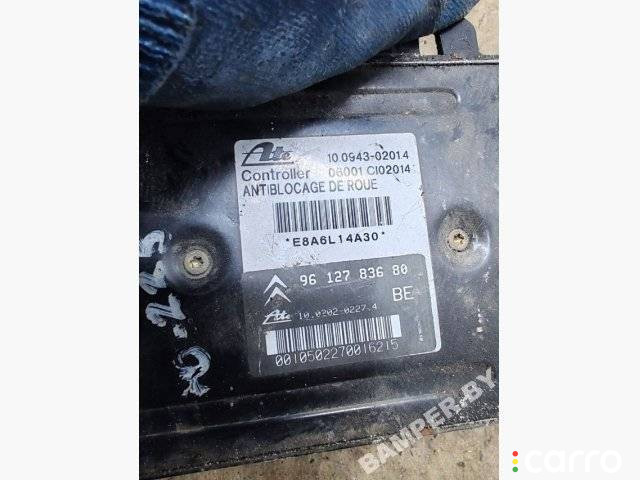 Ate 10.0943-02014
Controller 06001 CI02014
ANTIBLOCAGE DE ROUE
*E8A6L14A30*
96 127 836 80
BE
Ate 10.0202-0227.4
0010502270016215
BAMPER.BY
carro